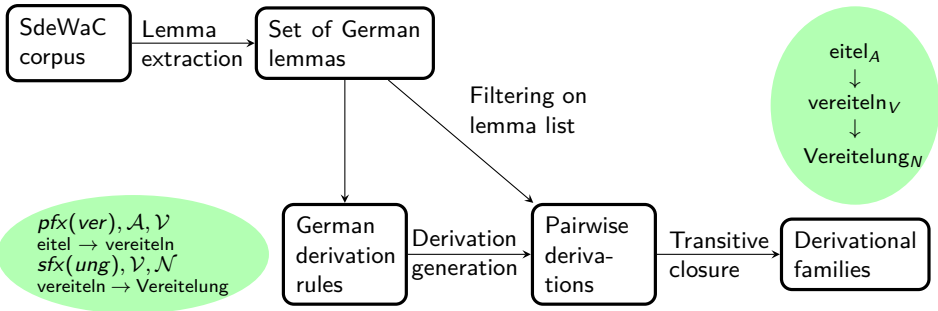 SdeWaC
corpus
Lemma
extraction
Set of German
lemmas
Filtering on
lemma list
eitel_A
↓
vereiteln_V
↓
Vereitelung_N
pfx(ver), A, V
eitel → vereiteln
sfx(ung), V, N
vereiteln → Vereitelung
German
derivation
rules
Derivation
generation
Pairwise
deriva-
tions
Transitive
closure
Derivational
families